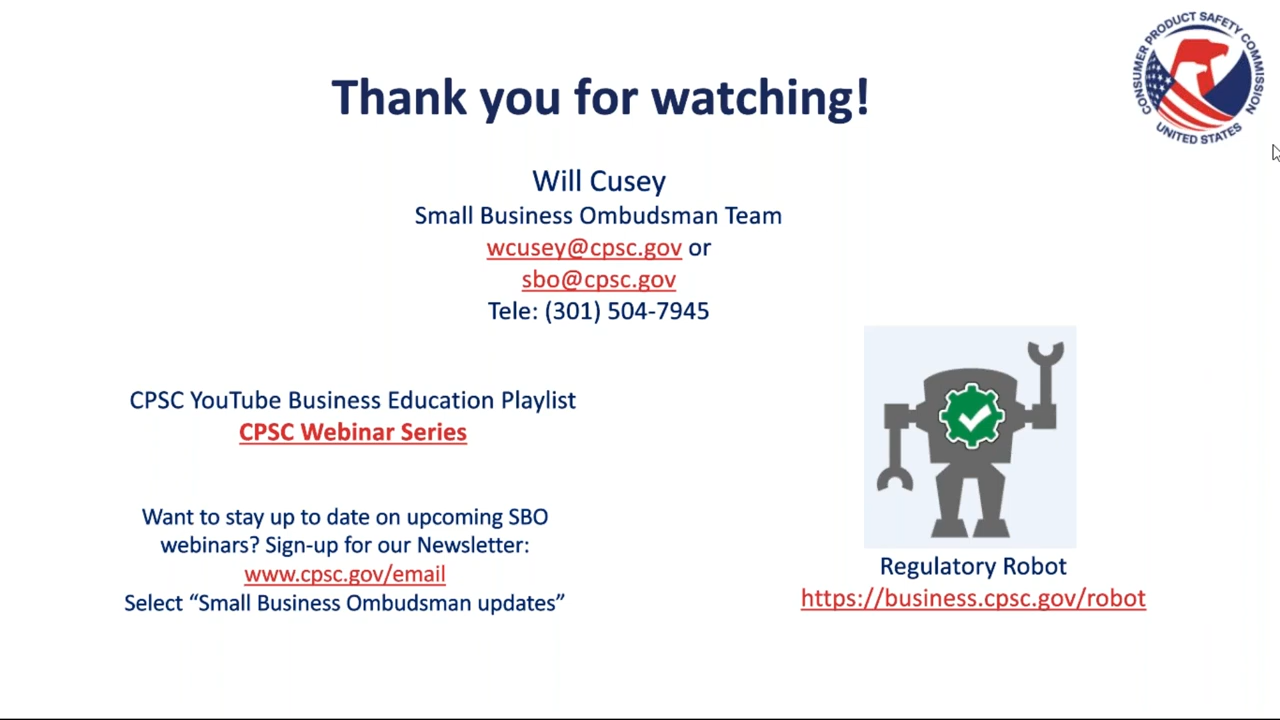 CONSUMER PRODUCT SAFETY COMMISSION
UNITED STATES
Thank you for watching!
Will Cusey
Small Business Ombudsman Team
wcusey@cpsc.gov or
sbo@cpsc.gov
Tele: (301) 504-7945
CPSC YouTube Business Education Playlist
CPSC Webinar Series
Want to stay up to date on upcoming SBO
webinars? Sign-up for our Newsletter:
www.cpsc.gov/email
Select “Small Business Ombudsman updates”
Regulatory Robot
https://business.cpsc.gov/robot